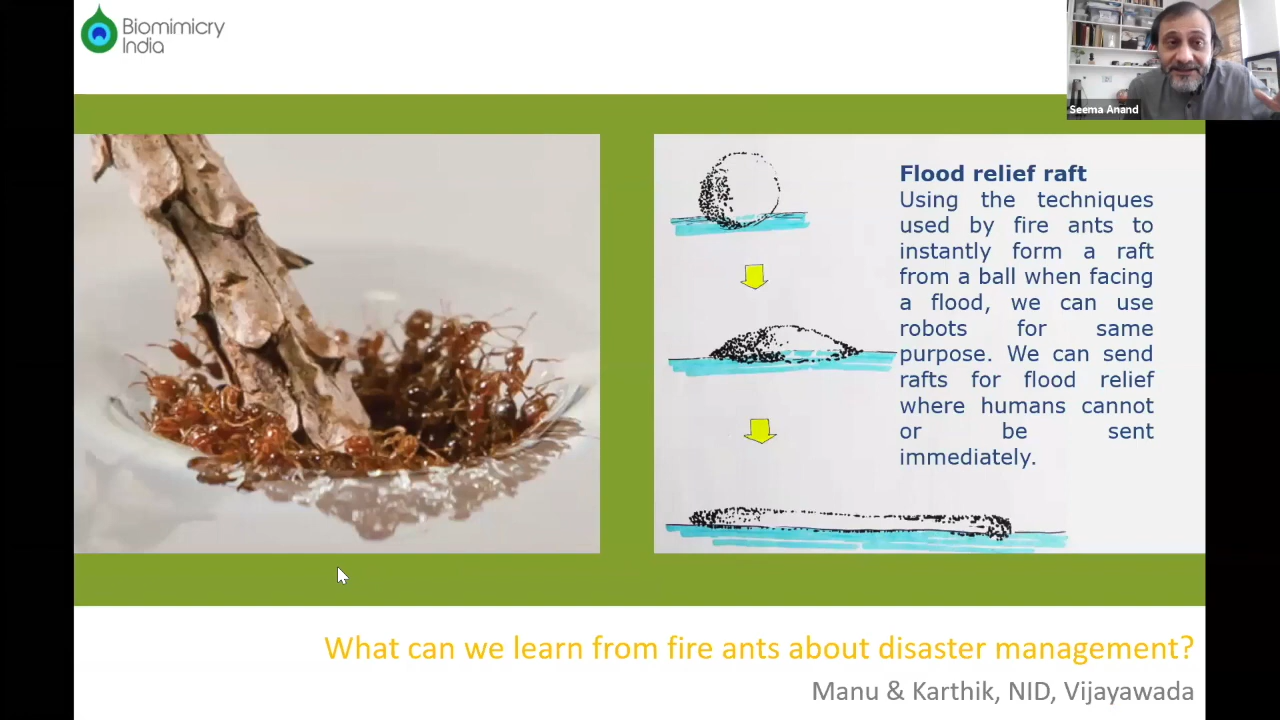 Biomimicry
India
Seema Anand
Flood relief raft
Using the techniques
used by fire ants to
instantly form a raft
from a ball when facing
a flood, we can use
robots for same
purpose. We can send
rafts for flood relief
where humans cannot
or be sent
immediately.
What can we learn from fire ants about disaster management?
Manu & Karthik, NID, Vijayawada